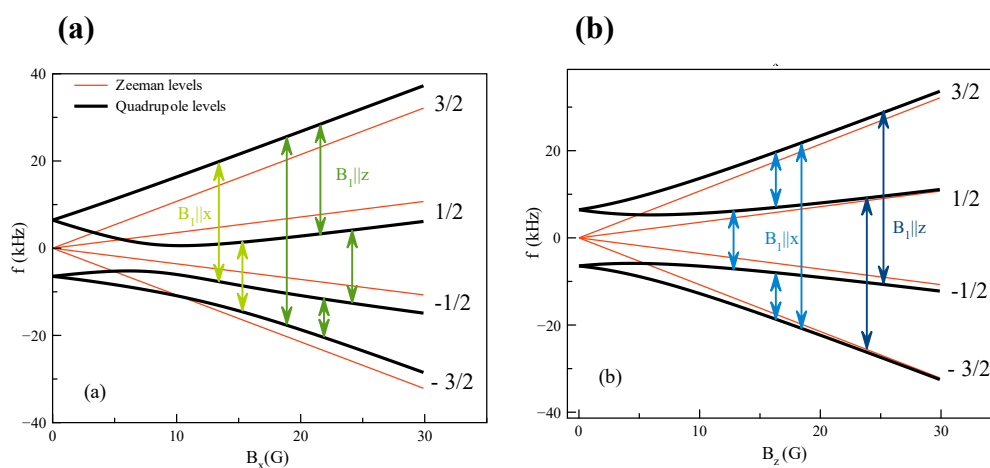 (a)
(b)
40
20
0
−20
−40
f (kHz)
Zeeman levels
Quadrupole levels
B₁||x
B₁||z
3/2
1/2
-1/2
- 3/2
(a)
0
10
20
30
Bₓ(G)
40
20
0
−20
−40
f (kHz)
B₁||x
B₁||z
3/2
1/2
-1/2
-3/2
(b)
0
10
20
30
B_z(G)